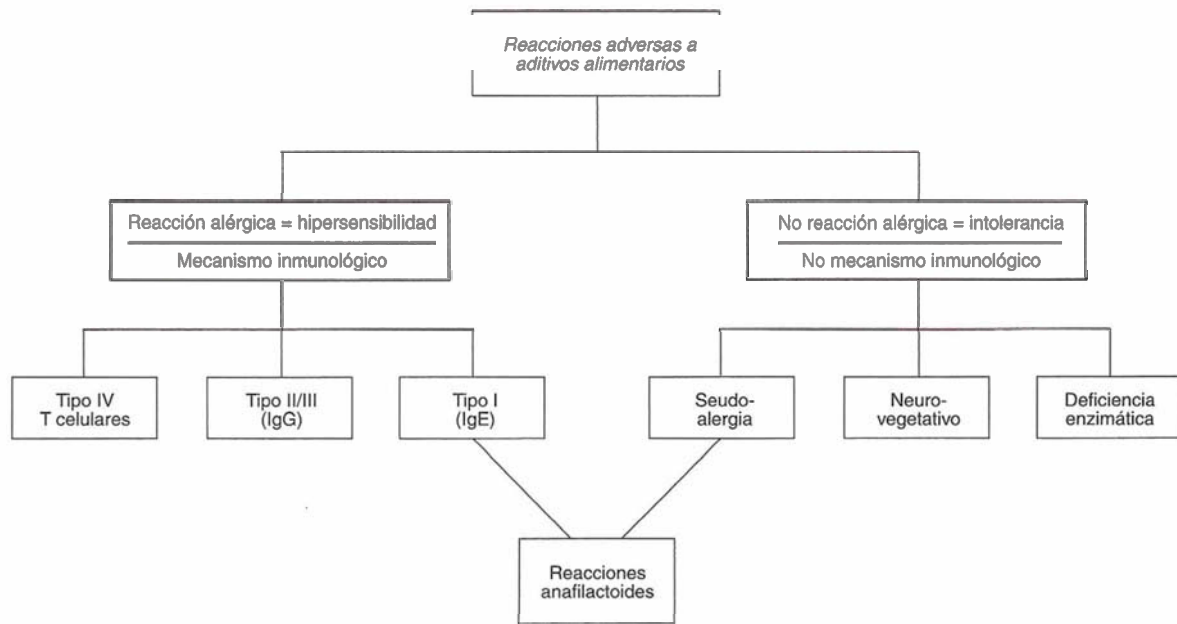 Reacciones adversas a
aditivos alimentarios
Reacción alérgica = hipersensibilidad
Mecanismo inmunológico
No reacción alérgica = intolerancia
No mecanismo inmunológico
Tipo IV
T celulares
Tipo II/III
(IgG)
Tipo I
(IgE)
Seudo-
alergia
Neuro-
vegetativo
Deficiencia
enzimática
Reacciones
anafilactoides